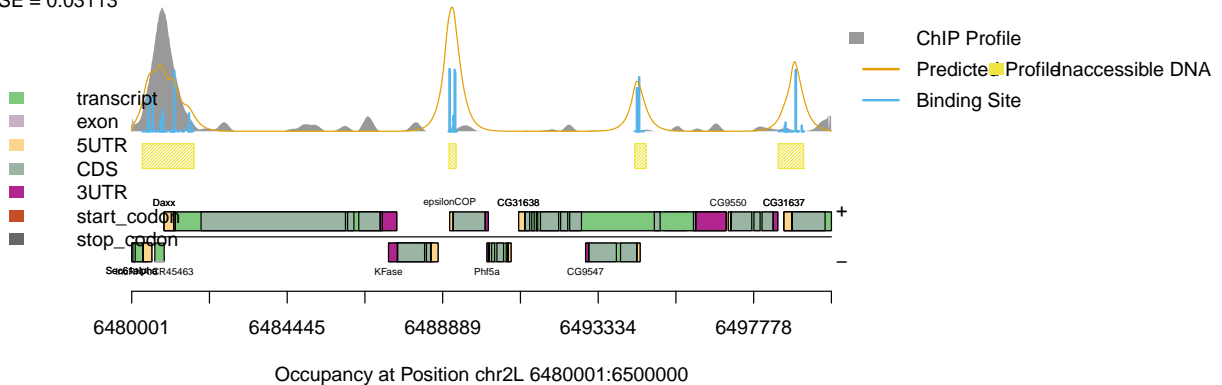 SE = 0.03113
ChIP Profile
Predicted Profile
Inaccessible DNA
Binding Site
transcript
exon
5UTR
CDS
3UTR
start_codon
stop_codon
Daxx
epsilonCOP
CG31638
CG9550
CG31637
+
KFase
Phf5a
CG9547
–
6480001
6484445
6488889
6493334
6497778
Occupancy at Position chr2L 6480001:6500000